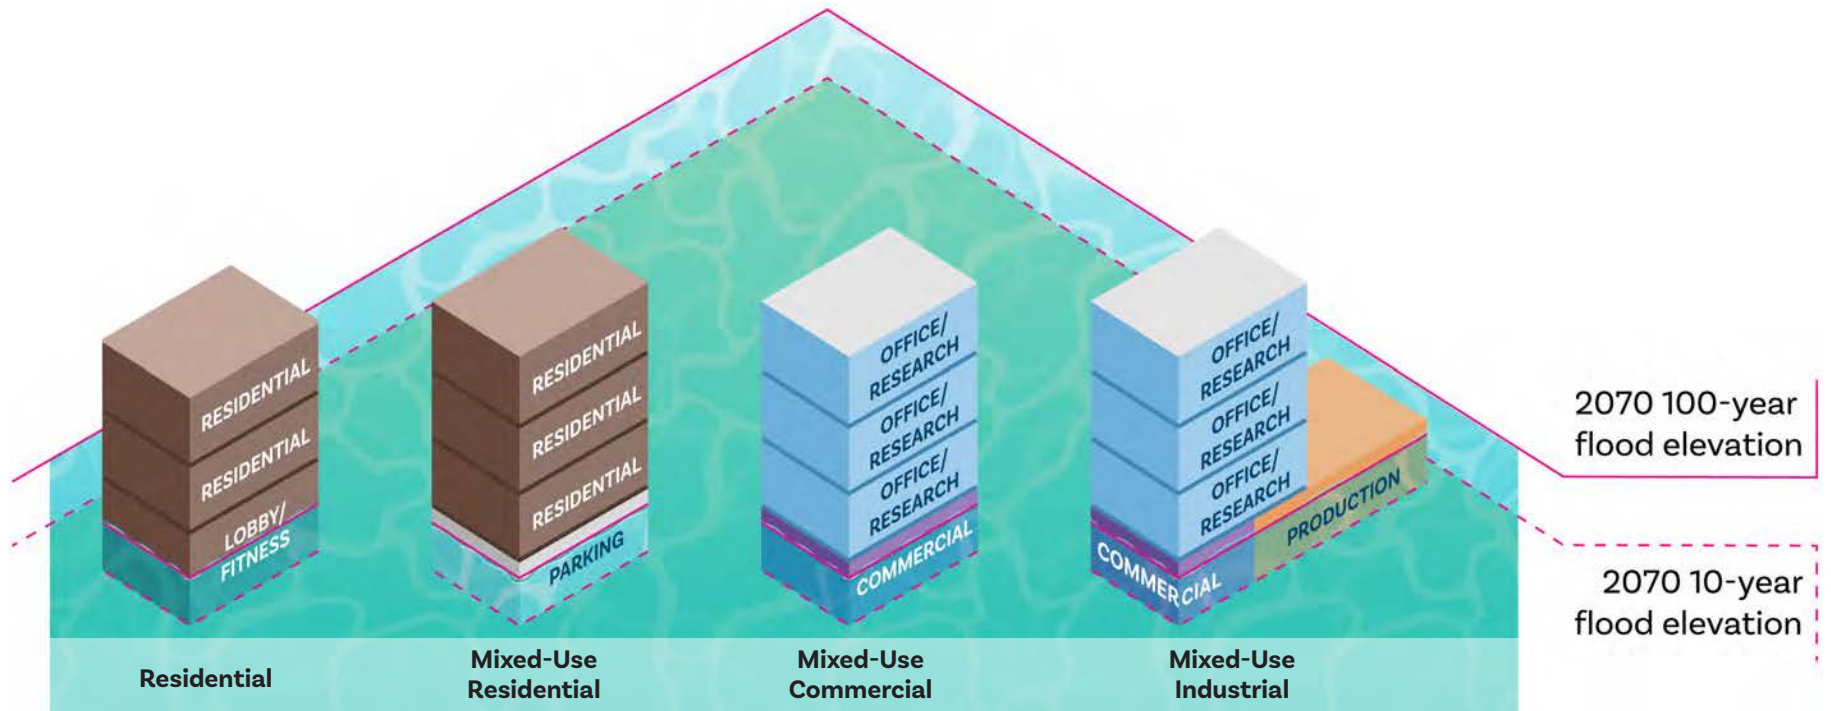 RESIDENTIAL
RESIDENTIAL
LOBBY/
FITNESS
RESIDENTIAL
RESIDENTIAL
RESIDENTIAL
PARKING
OFFICE/
RESEARCH
OFFICE/
RESEARCH
OFFICE/
RESEARCH
COMMERCIAL
OFFICE/
RESEARCH
OFFICE/
RESEARCH
OFFICE/
RESEARCH
COMMERCIAL
PRODUCTION
2070 100-year
flood elevation
2070 10-year
flood elevation
Residential
Mixed-Use
Residential
Mixed-Use
Commercial
Mixed-Use
Industrial